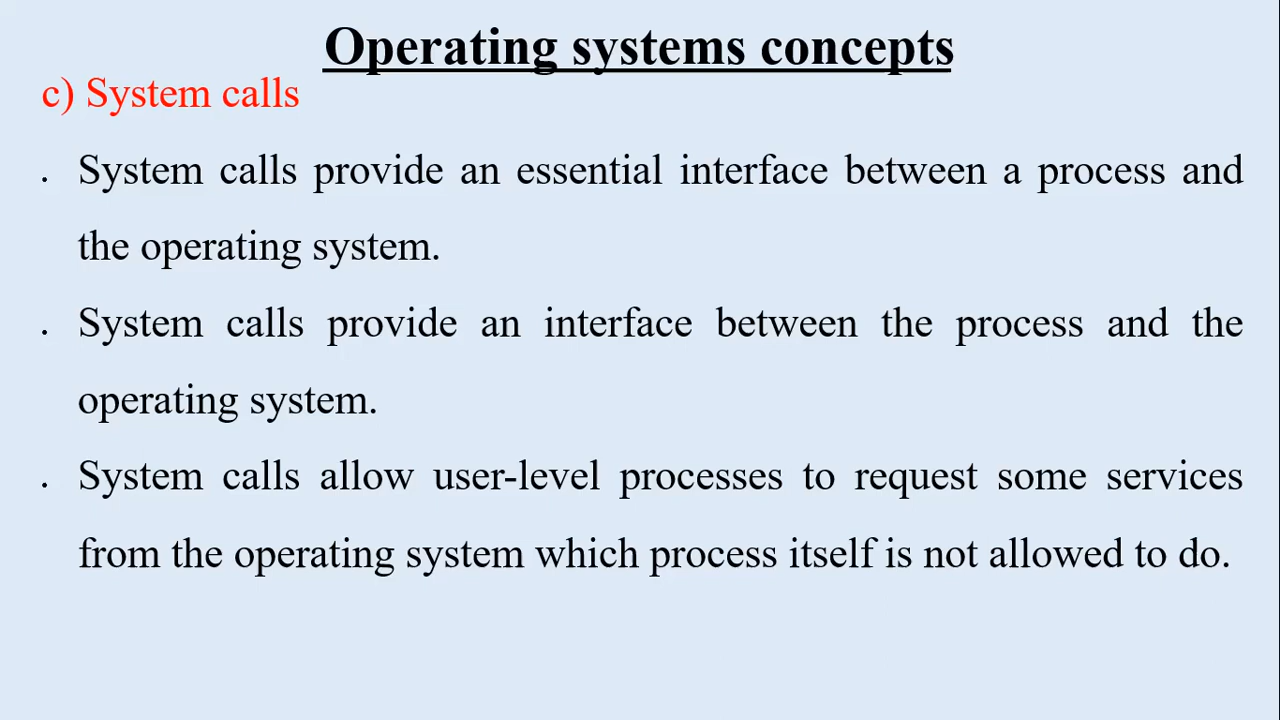 Operating systems concepts
c) System calls
. System calls provide an essential interface between a process and
the operating system.
. System calls provide an interface between the process and the
operating system.
. System calls allow user-level processes to request some services
from the operating system which process itself is not allowed to do.